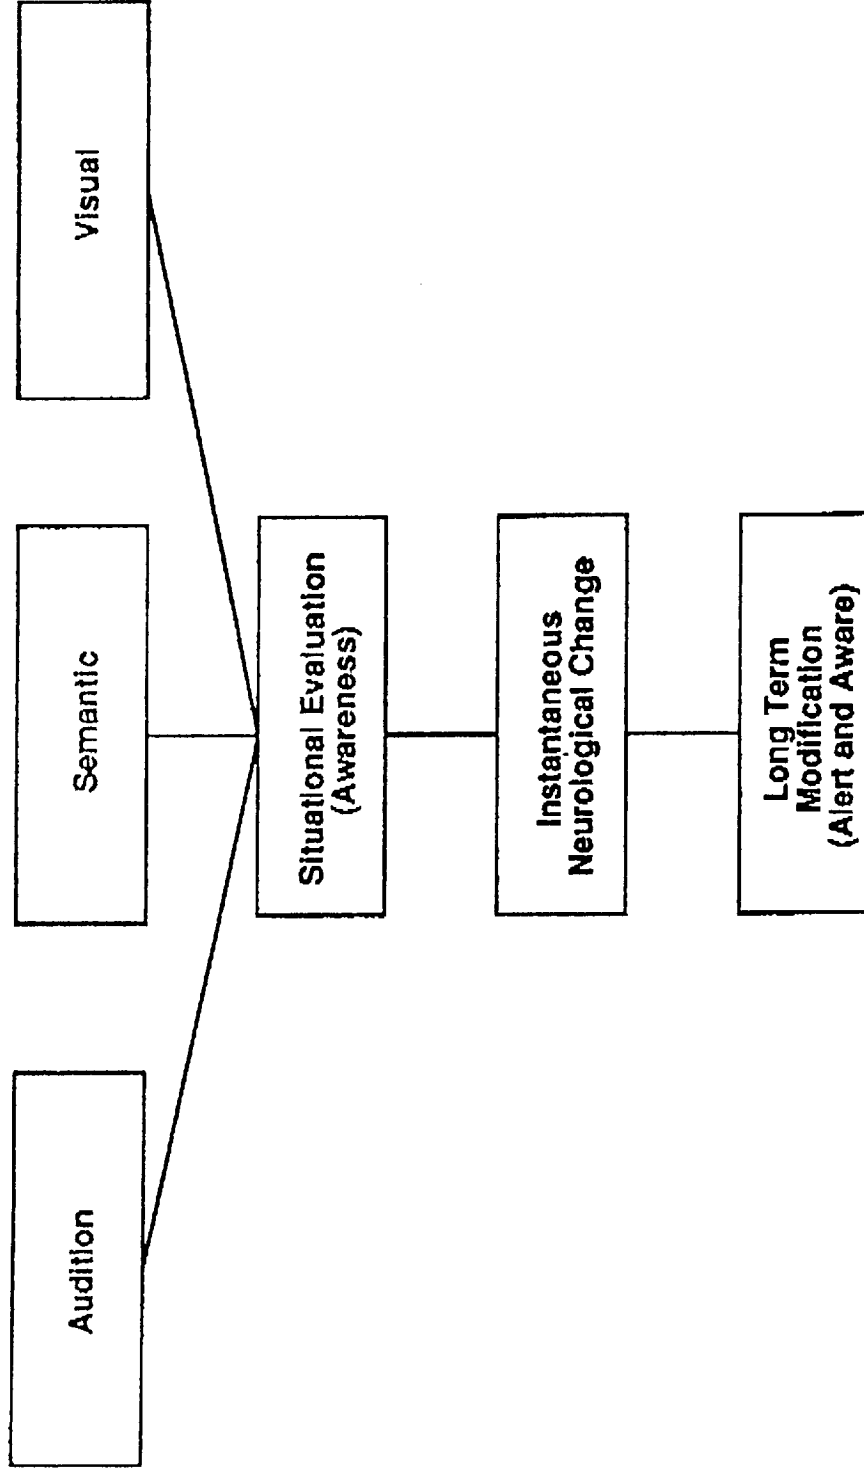 Audition
Semantic
Visual
Situational Evaluation
(Awareness)
Instantaneous
Neurological Change
Long Term
Modification
(Alert and Aware)